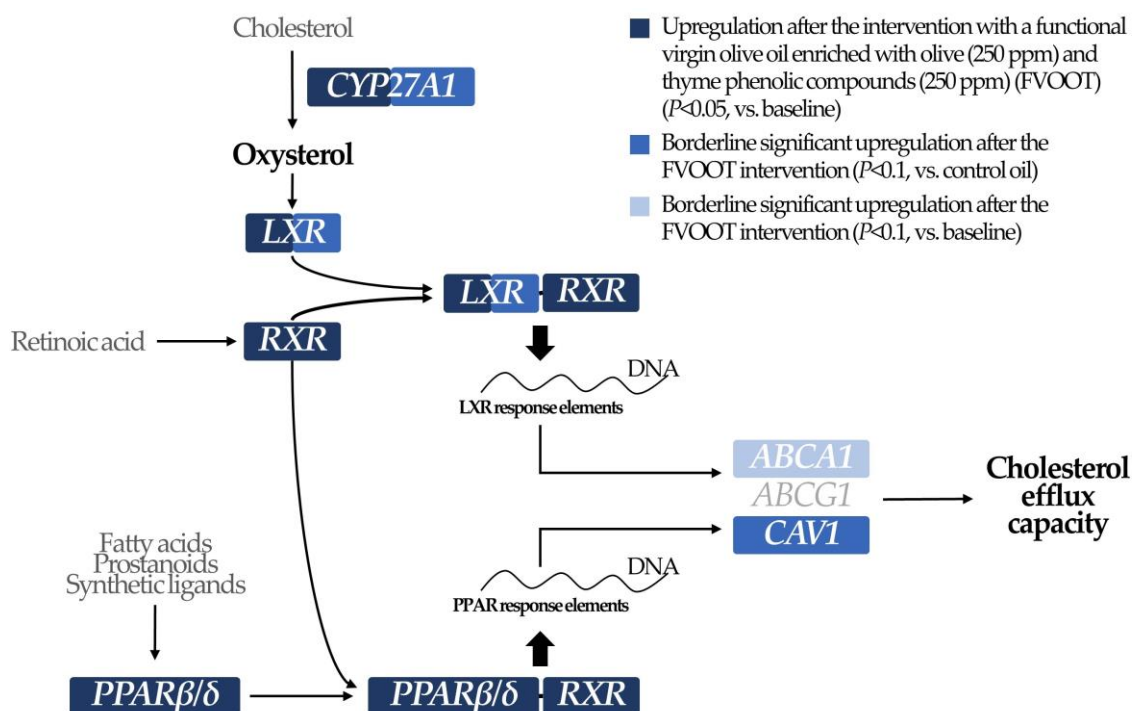 Cholesterol
CYP27A1
Oxysterol
LXR
Retinoic acid
RXR
LXR
RXR
DNA
LXR response elements
ABCA1
ABCG1
CAV1
Cholesterol
efflux
capacity
DNA
PPAR response elements
Fatty acids
Prostanoids
Synthetic ligands
PPARβ/δ
PPARβ/δ
RXR
Upregulation after the intervention with a functional
virgin olive oil enriched with olive (250 ppm) and
thyme phenolic compounds (250 ppm) (FVOOT)
(P<0.05, vs. baseline)
Borderline significant upregulation after the
FVOOT intervention (P<0.1, vs. control oil)
Borderline significant upregulation after the
FVOOT intervention (P<0.1, vs. baseline)